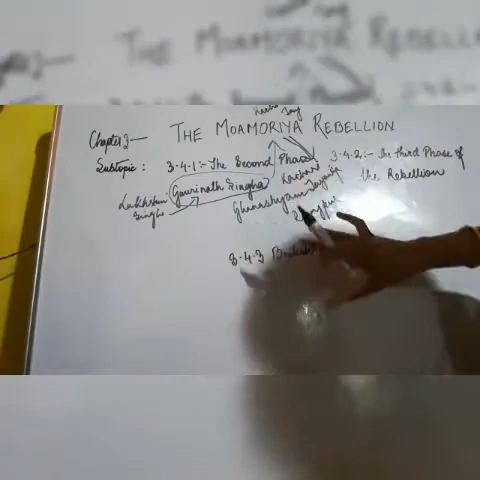 Chapter 3 — THE MOAMORIYA REBELLION
Subtopic: 3.4.1:- The Second Phase 3.4.2:- The third Phase of
the Rebellion
Lakshmi
Singha
Gaurinath Singha
Ghanashyam
3.4.3